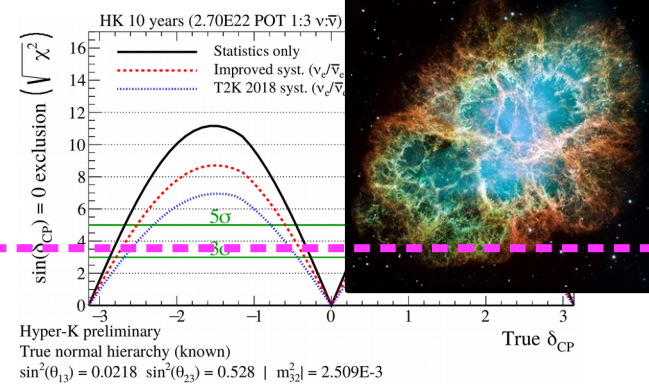 HK 10 years (2.70E22 POT 1:3 ν:ν̅)
sin(δCP) = 0 exclusion (√χ²)
16
14
12
10
8
6
4
2
0
Statistics only
Improved syst. (νe/ν̅e
T2K 2018 syst. (νe/ν̅e
5σ
3σ
−3 −2 −1 0 1 2 3
True δCP
Hyper-K preliminary
True normal hierarchy (known)
sin²(θ13) = 0.0218 sin²(θ23) = 0.528 | m²32| = 2.509E-3